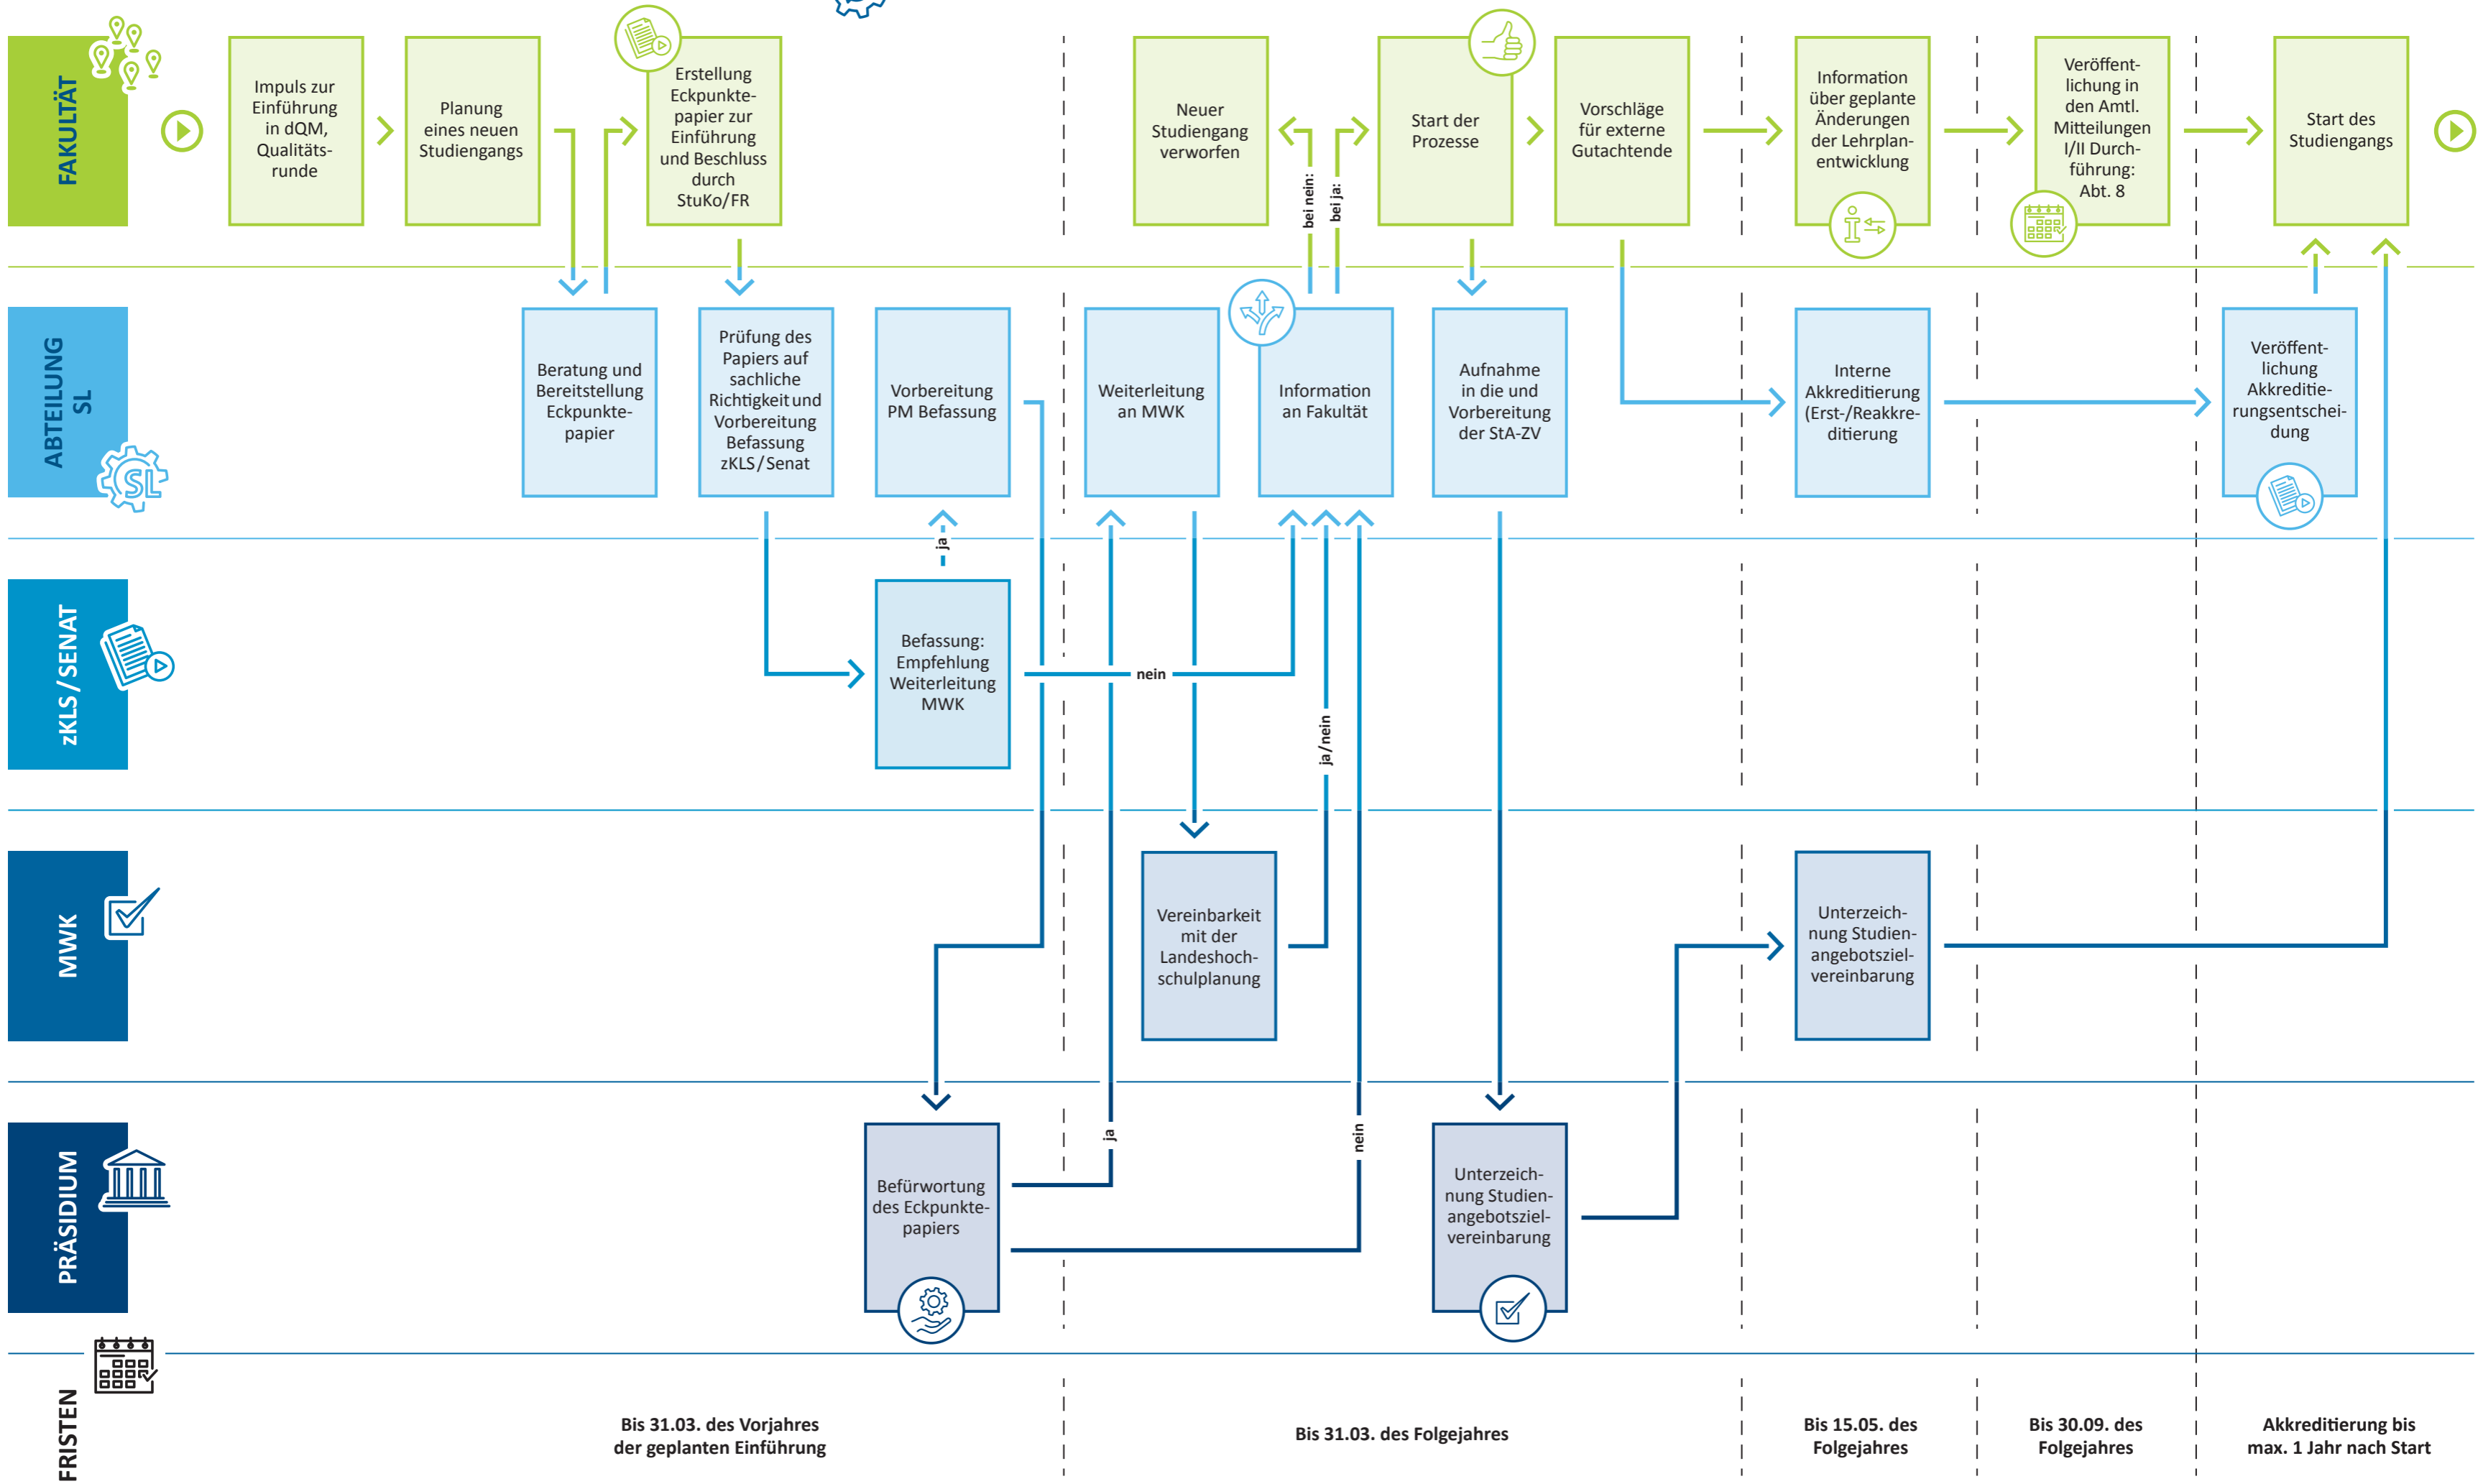 FAKULTÄT
Impuls zur
Einführung
in dQM,
Qualitäts-
runde
Planung
eines neuen
Studiengangs
Erstellung
Eckpunkte-
papier zur
Einführung
und Beschluss
durch
StuKo/FR
Neuer
Studiengang
verworfen
bei nein:
bei ja:
Start der
Prozesse
Vorschläge
für externe
Gutachtende
Information
über geplante
Änderungen
der Lehrplan-
entwicklung
Veröffent-
lichung in
den Amtl.
Mitteilungen
I/II Durch-
führung:
Abt. 8
Start des
Studiengangs
ABTEILUNG
SL
SL
Beratung und
Bereitstellung
Eckpunkte-
papier
Prüfung des
Papiers auf
sachliche
Richtigkeit und
Vorbereitung
Befassung
zKLS/Senat
Vorbereitung
PM Befassung
Weiterleitung
an MWK
Information
an Fakultät
Aufnahme
in die und
Vorbereitung
der StA-ZV
Interne
Akkreditierung
(Erst-/Reakkre-
ditierung
Veröffent-
lichung
Akkreditie-
rungsentschei-
dung
zKLS / SENAT
ja
Befassung:
Empfehlung
Weiterleitung
MWK
nein
ja/nein
MWK
Vereinbarkeit
mit der
Landeshoch-
schulplanung
Unterzeich-
nung Studien-
angebotsziel-
vereinbarung
PRÄSIDIUM
Befürwortung
des Eckpunkte-
papiers
ja
nein
Unterzeich-
nung Studien-
angebotsziel-
vereinbarung
FRISTEN
Bis 31.03. des Vorjahres
der geplanten Einführung
Bis 31.03. des Folgejahres
Bis 15.05. des
Folgejahres
Bis 30.09. des
Folgejahres
Akkreditierung bis
max. 1 Jahr nach Start